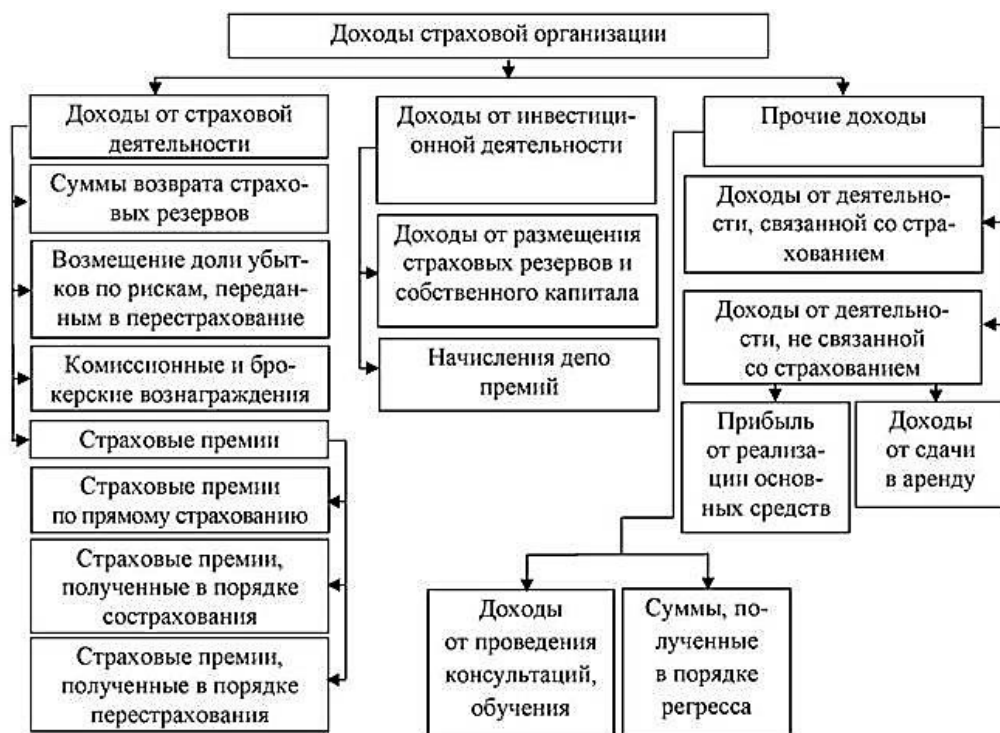 Доходы страховой организации
Доходы от страховой
деятельности
Суммы возврата страхо-
вых резервов
Возмещение доли убыт-
ков по рискам, передан-
ным в перестрахование
Комиссионные и бро-
керские вознаграждения
Страховые премии
Страховые премии
по прямому страхованию
Страховые премии,
полученные в порядке
сострахования
Страховые премии,
полученные в порядке
перестрахования
Доходы от инвестици-
онной деятельности
Доходы от размещения
страховых резервов и
собственного капитала
Начисления депо
премий
Прочие доходы
Доходы от деятельно-
сти, связанной со стра-
хованием
Доходы от деятельно-
сти, не связанной
со страхованием
Прибыль
от реализа-
ции основ-
ных средств
Доходы
от сдачи
в аренду
Доходы
от проведения
консультаций,
обучения
Суммы, по-
лученные
в порядке
регресса